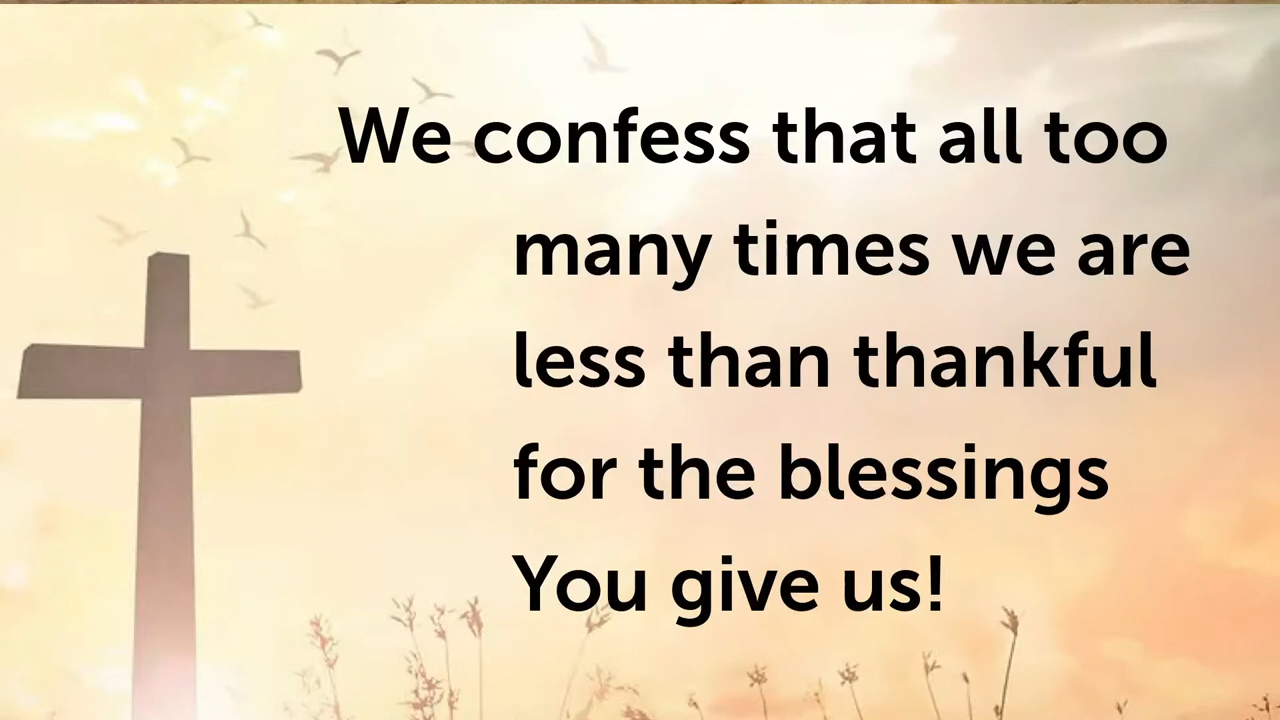 We confess that all too
many times we are
less than thankful
for the blessings
You give us!